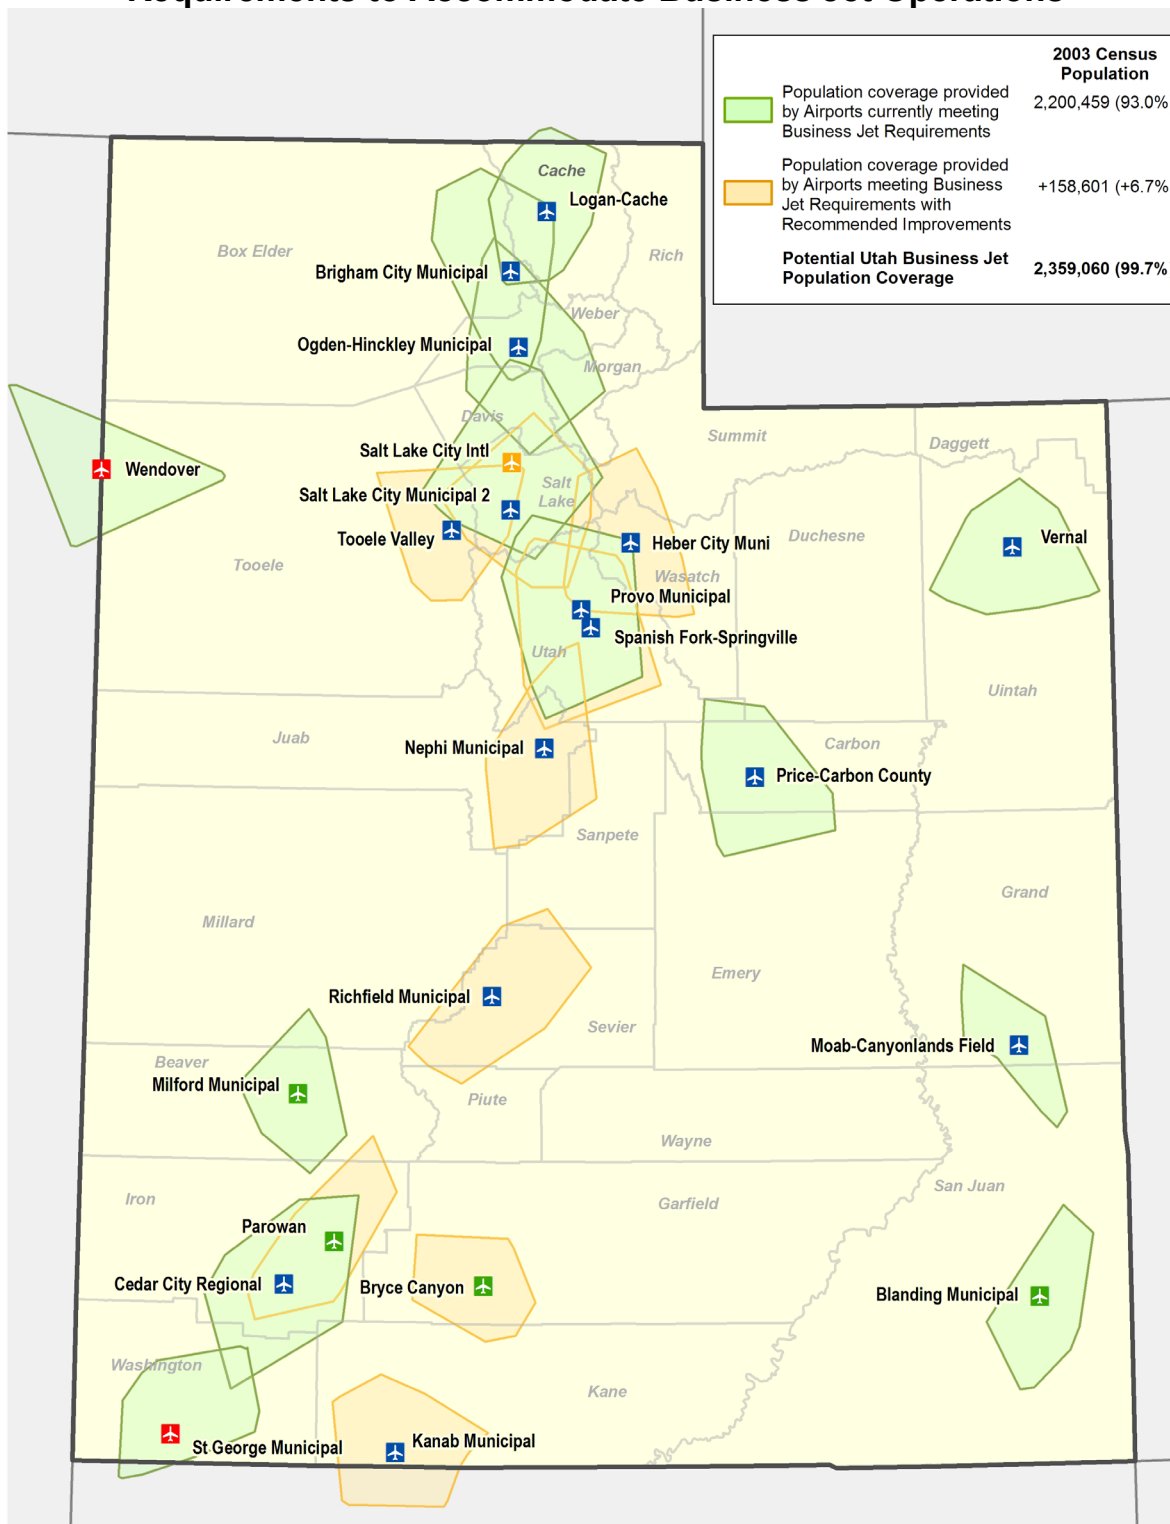 Requirements to Accommodate Business Jet Operations
2003 Census
Population
Population coverage provided
by Airports currently meeting
Business Jet Requirements
2,200,459 (93.0%
Population coverage provided
by Airports meeting Business
Jet Requirements with
Recommended Improvements
+158,601 (+6.7%
Potential Utah Business Jet
Population Coverage
2,359,060 (99.7%
Cache
Logan-Cache
Box Elder
Rich
Brigham City Municipal
Weber
Ogden-Hinckley Municipal
Morgan
Davis
Summit
Daggett
Salt Lake City Intl
Wendover
Salt
Lake
Salt Lake City Municipal 2
Tooele Valley
Heber City Muni
Duchesne
Vernal
Tooele
Wasatch
Provo Municipal
Spanish Fork-Springville
Utah
Uintah
Juab
Nephi Municipal
Carbon
Price-Carbon County
Sanpete
Grand
Millard
Emery
Richfield Municipal
Sevier
Moab-Canyonlands Field
Beaver
Milford Municipal
Piute
Wayne
San Juan
Iron
Garfield
Parowan
Cedar City Regional
Bryce Canyon
Blanding Municipal
Washington
Kane
St George Municipal
Kanab Municipal